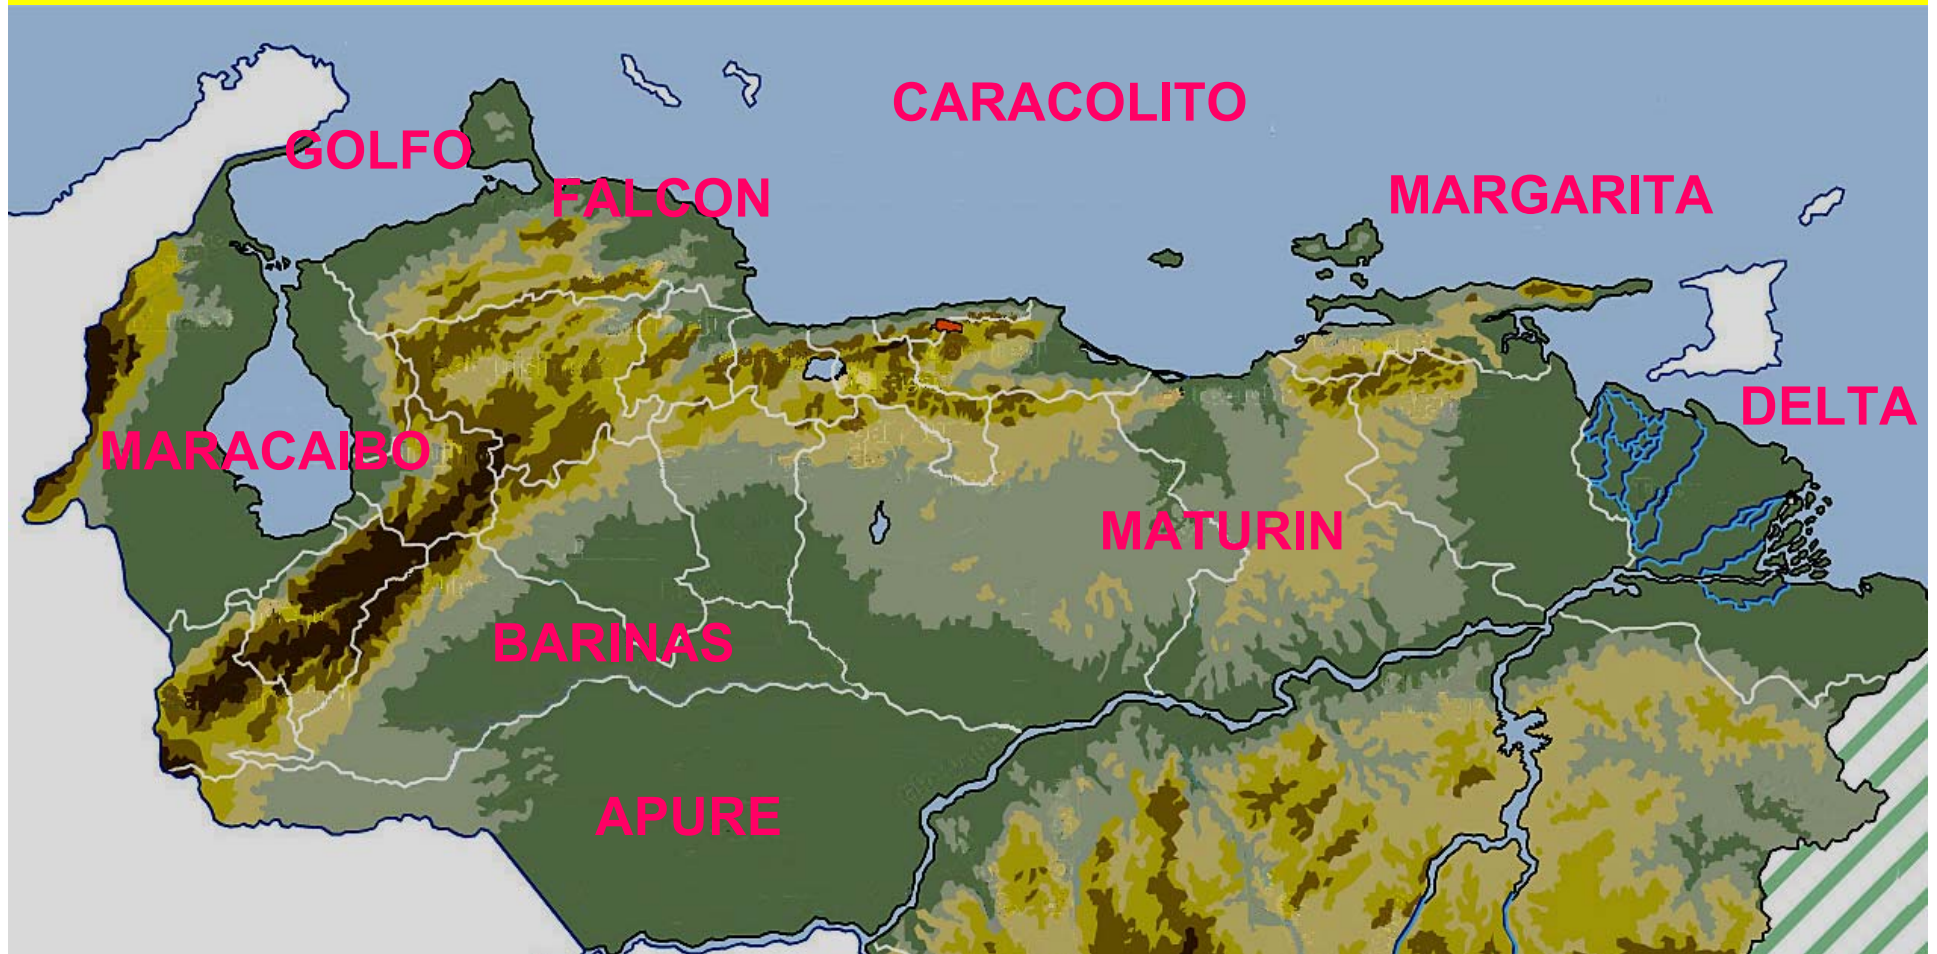 CARACOLITO
GOLFO
FALCON
MARGARITA
DELTA
MARACAIBO
MATURIN
BARINAS
APURE